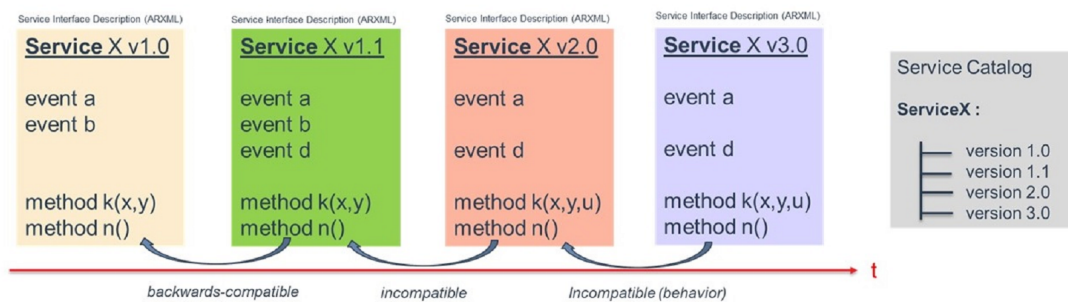 Service Interface Description (ARXML)
Service X v1.0
event a
event b
method k(x,y)
method n()
Service Interface Description (ARXML)
Service X v1.1
event a
event b
event d
method k(x,y)
method n()
Service Interface Description (ARXML)
Service X v2.0
event a
event d
method k(x,y,u)
method n()
Service Interface Description (ARXML)
Service X v3.0
event a
event d
method k(x,y,u)
method n()
t
backwards-compatible
incompatible
Incompatible (behavior)
Service Catalog
ServiceX :
version 1.0
version 1.1
version 2.0
version 3.0